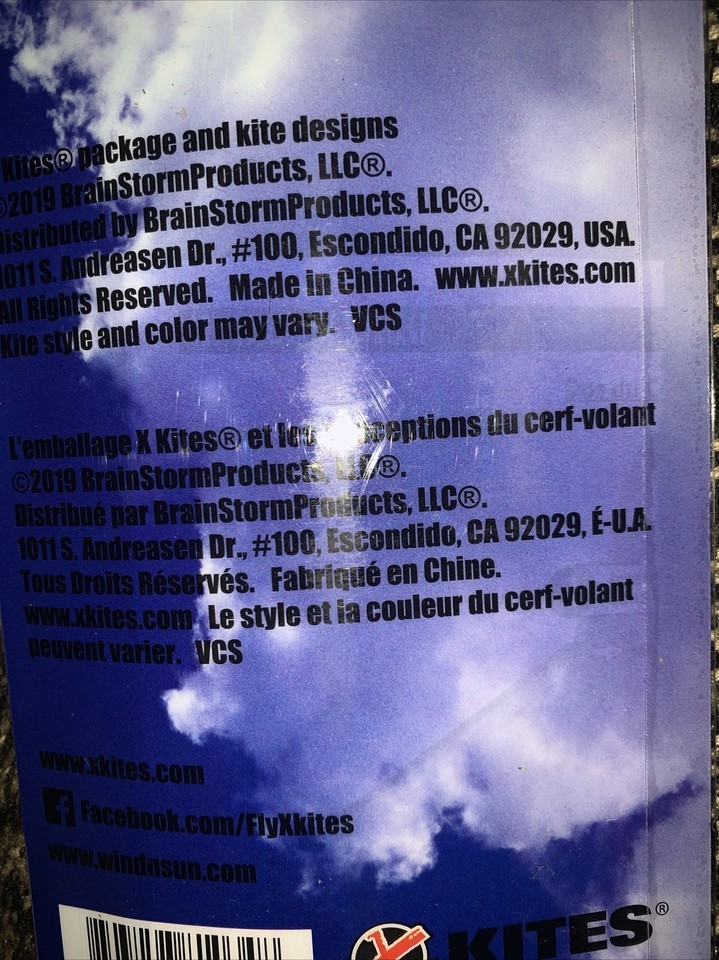 Kites® package and kite designs
©2019 BrainStormProducts, LLC®.
Distributed by BrainStormProducts, LLC®.
1011 S. Andreasen Dr., #100, Escondido, CA 92029, USA.
All Rights Reserved. Made in China. www.xkites.com
Kite style and color may vary. VCS
L'emballage X Kites® et les conceptions du cerf-volant
©2019 BrainStormProducts, LLC®.
Distribué par BrainStormProducts, LLC®.
1011 S. Andreasen Dr., #100, Escondido, CA 92029, É-U.A.
Tous Droits Réservés. Fabriqué en Chine.
www.xkites.com Le style et la couleur du cerf-volant
peuvent varier. VCS
www.xkites.com
Facebook.com/FlyXkites
www.windnsun.com
X KITES®